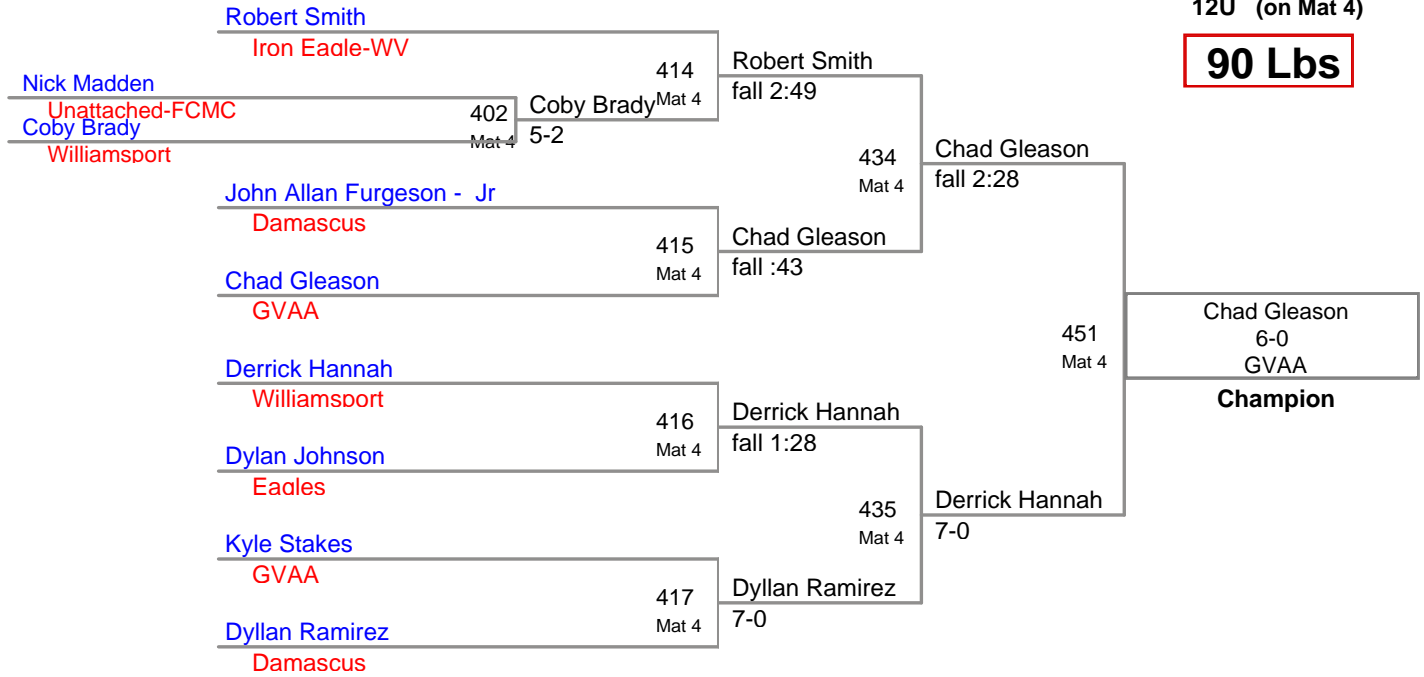 12U (on Mat 4)
90 Lbs
Robert Smith
Iron Eagle-WV
Nick Madden
Unattached-FCMC
Coby Brady
Williamsport
402
Mat 4
Coby Brady
5-2
414
Mat 4
Robert Smith
fall 2:49
John Allan Furgeson - Jr
Damascus
Chad Gleason
GVAA
415
Mat 4
Chad Gleason
fall :43
434
Mat 4
Chad Gleason
fall 2:28
Derrick Hannah
Williamsport
Dylan Johnson
Eagles
416
Mat 4
Derrick Hannah
fall 1:28
Kyle Stakes
GVAA
Dyllan Ramirez
Damascus
417
Mat 4
Dyllan Ramirez
7-0
435
Mat 4
Derrick Hannah
7-0
451
Mat 4
Chad Gleason
6-0
GVAA
Champion